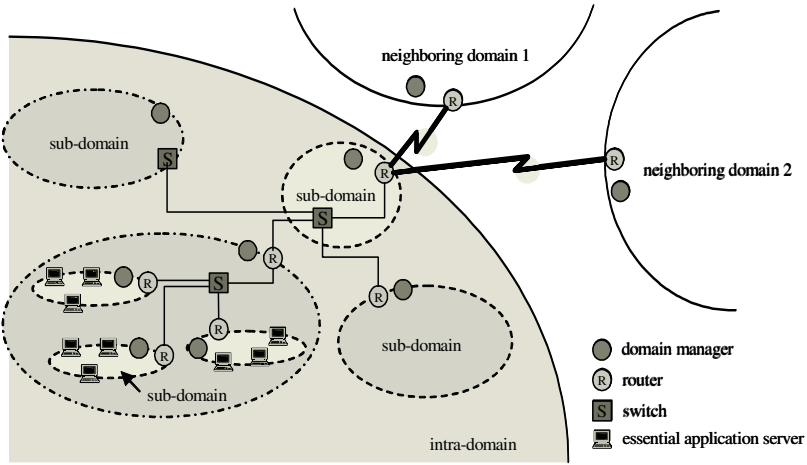 neighboring domain 1
R
sub-domain
S
R
R
neighboring domain 2
sub-domain
S
R
R
S
R
R
R
sub-domain
sub-domain
intra-domain
domain manager
R router
S switch
essential application server